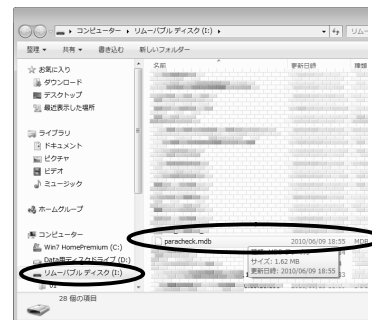 コンピューター ▸ リムーバブル ディスク (I:) ▸
リム
整理 ▼ 共有 ▼ 書き込む 新しいフォルダー
お気に入り
ダウンロード
デスクトップ
最近表示した場所
ライブラリ
ドキュメント
ピクチャ
ビデオ
ミュージック
ホームグループ
コンピューター
Win7 HomePremium (C:)
Data用ディスクドライブ (D:)
リムーバブル ディスク (I:)
名前 更新日時 種類
paracheck.mdb 2010/06/09 18:55 MDB
サイズ: 1.62 MB
更新日時: 2010/06/09 18:55
28 個の項目